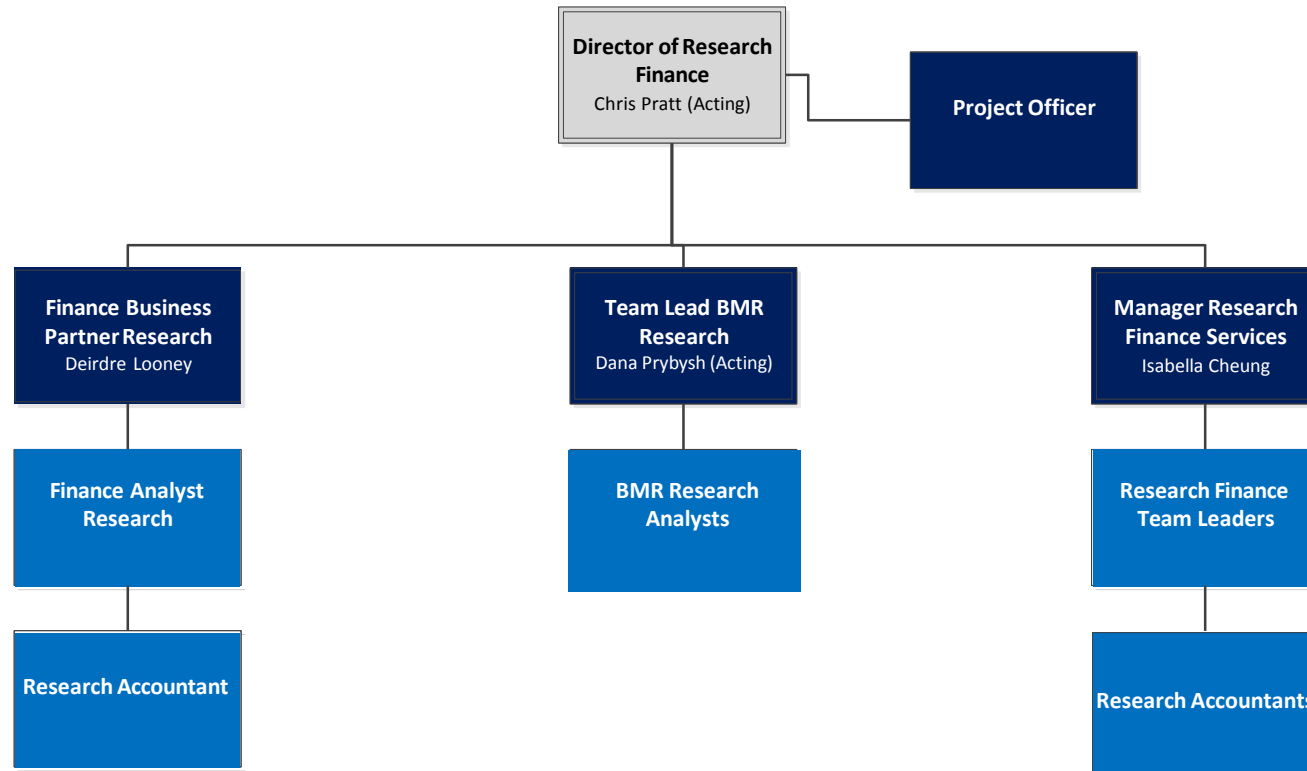 Director of Research
Finance
Chris Pratt (Acting)
Project Officer
Finance Business
Partner Research
Deirdre Looney
Team Lead BMR
Research
Dana Prybysh (Acting)
Manager Research
Finance Services
Isabella Cheung
Finance Analyst
Research
BMR Research
Analysts
Research Finance
Team Leaders
Research Accountant
Research Accountants